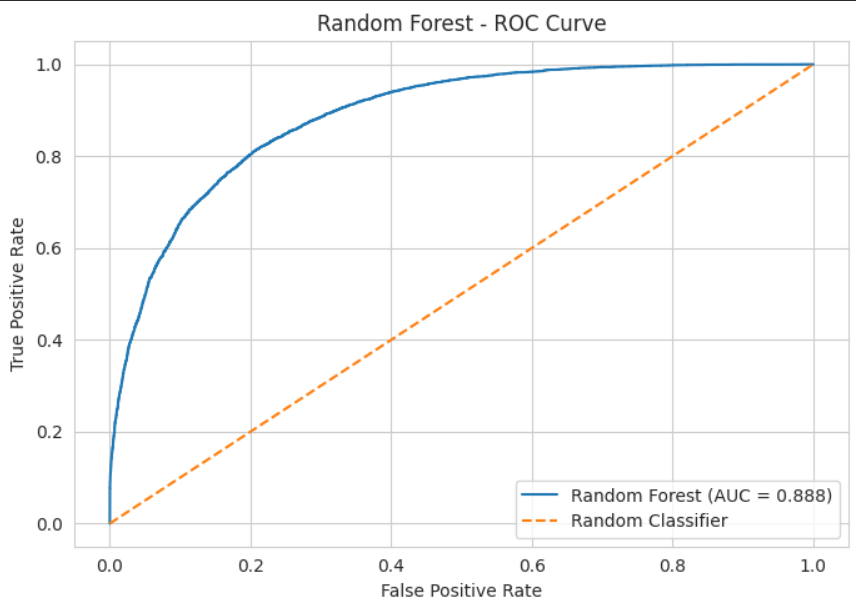 Random Forest - ROC Curve
True Positive Rate
1.0
0.8
0.6
0.4
0.2
0.0
Random Forest (AUC = 0.888)
Random Classifier
0.0 0.2 0.4 0.6 0.8 1.0
False Positive Rate